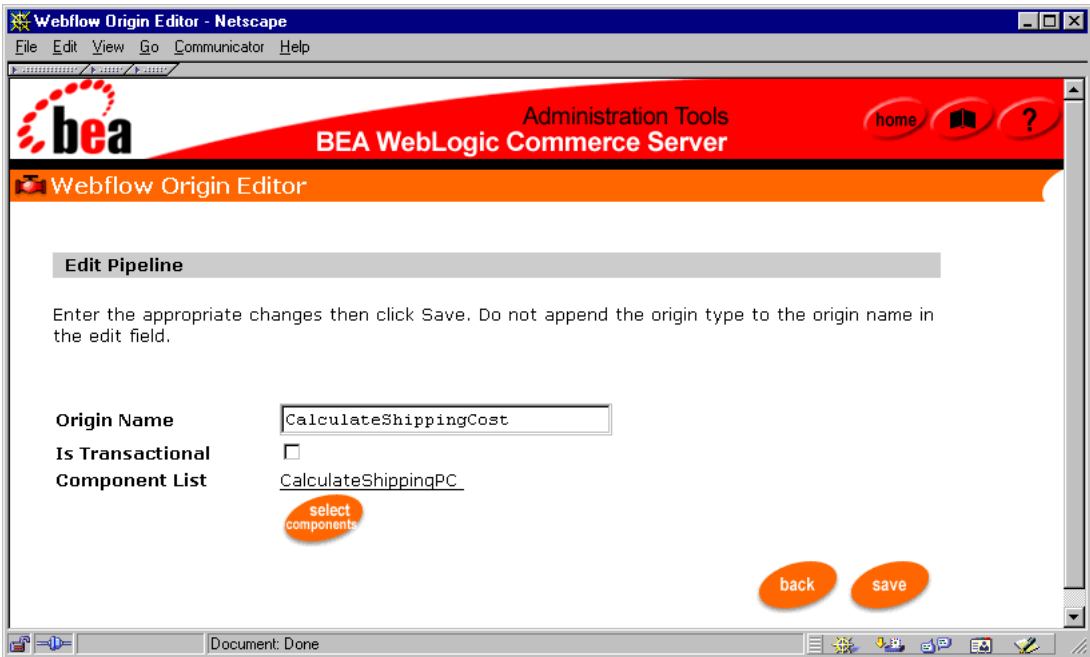 Webflow Origin Editor - Netscape
File Edit View Go Communicator Help
bea
Administration Tools
BEA WebLogic Commerce Server
home ?
Webflow Origin Editor
Edit Pipeline
Enter the appropriate changes then click Save. Do not append the origin type to the origin name in
the edit field.
Origin Name CalculateShippingCost
Is Transactional
Component List CalculateShippingPC
select
components
back save
Document: Done